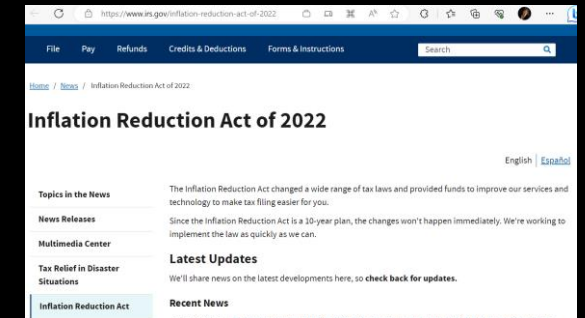 https://www.irs.gov/inflation-reduction-act-of-2022
File Pay Refunds Credits & Deductions Forms & Instructions Search
Home / News / Inflation Reduction Act of 2022
Inflation Reduction Act of 2022
English Español
Topics in the News
News Releases
Multimedia Center
Tax Relief in Disaster
Situations
Inflation Reduction Act
The Inflation Reduction Act changed a wide range of tax laws and provided funds to improve our services and
technology to make tax filing easier for you.
Since the Inflation Reduction Act is a 10-year plan, the changes won't happen immediately. We're working to
implement the law as quickly as we can.
Latest Updates
We'll share news on the latest developments here, so check back for updates.
Recent News